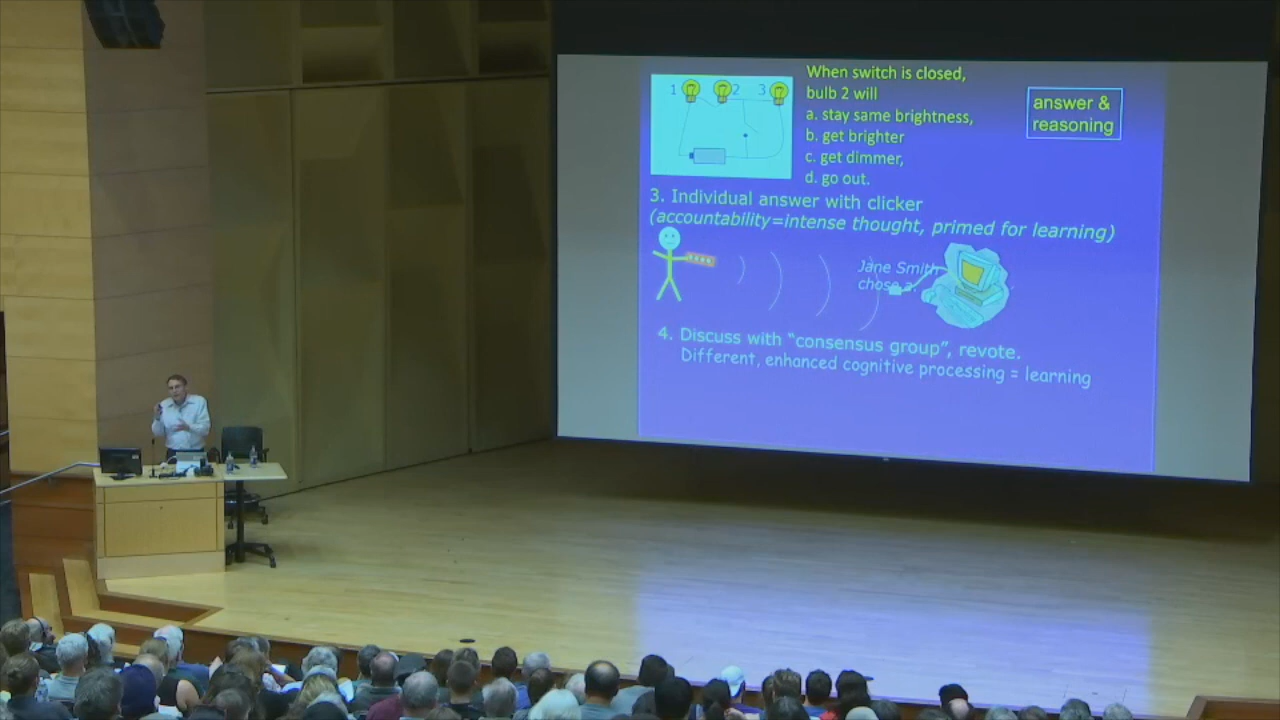 1 2 3
When switch is closed,
bulb 2 will
a. stay same brightness,
b. get brighter
c. get dimmer,
d. go out.
answer &
reasoning
3. Individual answer with clicker
(accountability=intense thought, primed for learning)
Jane Smith
chose a.
4. Discuss with “consensus group”, revote.
Different, enhanced cognitive processing = learning